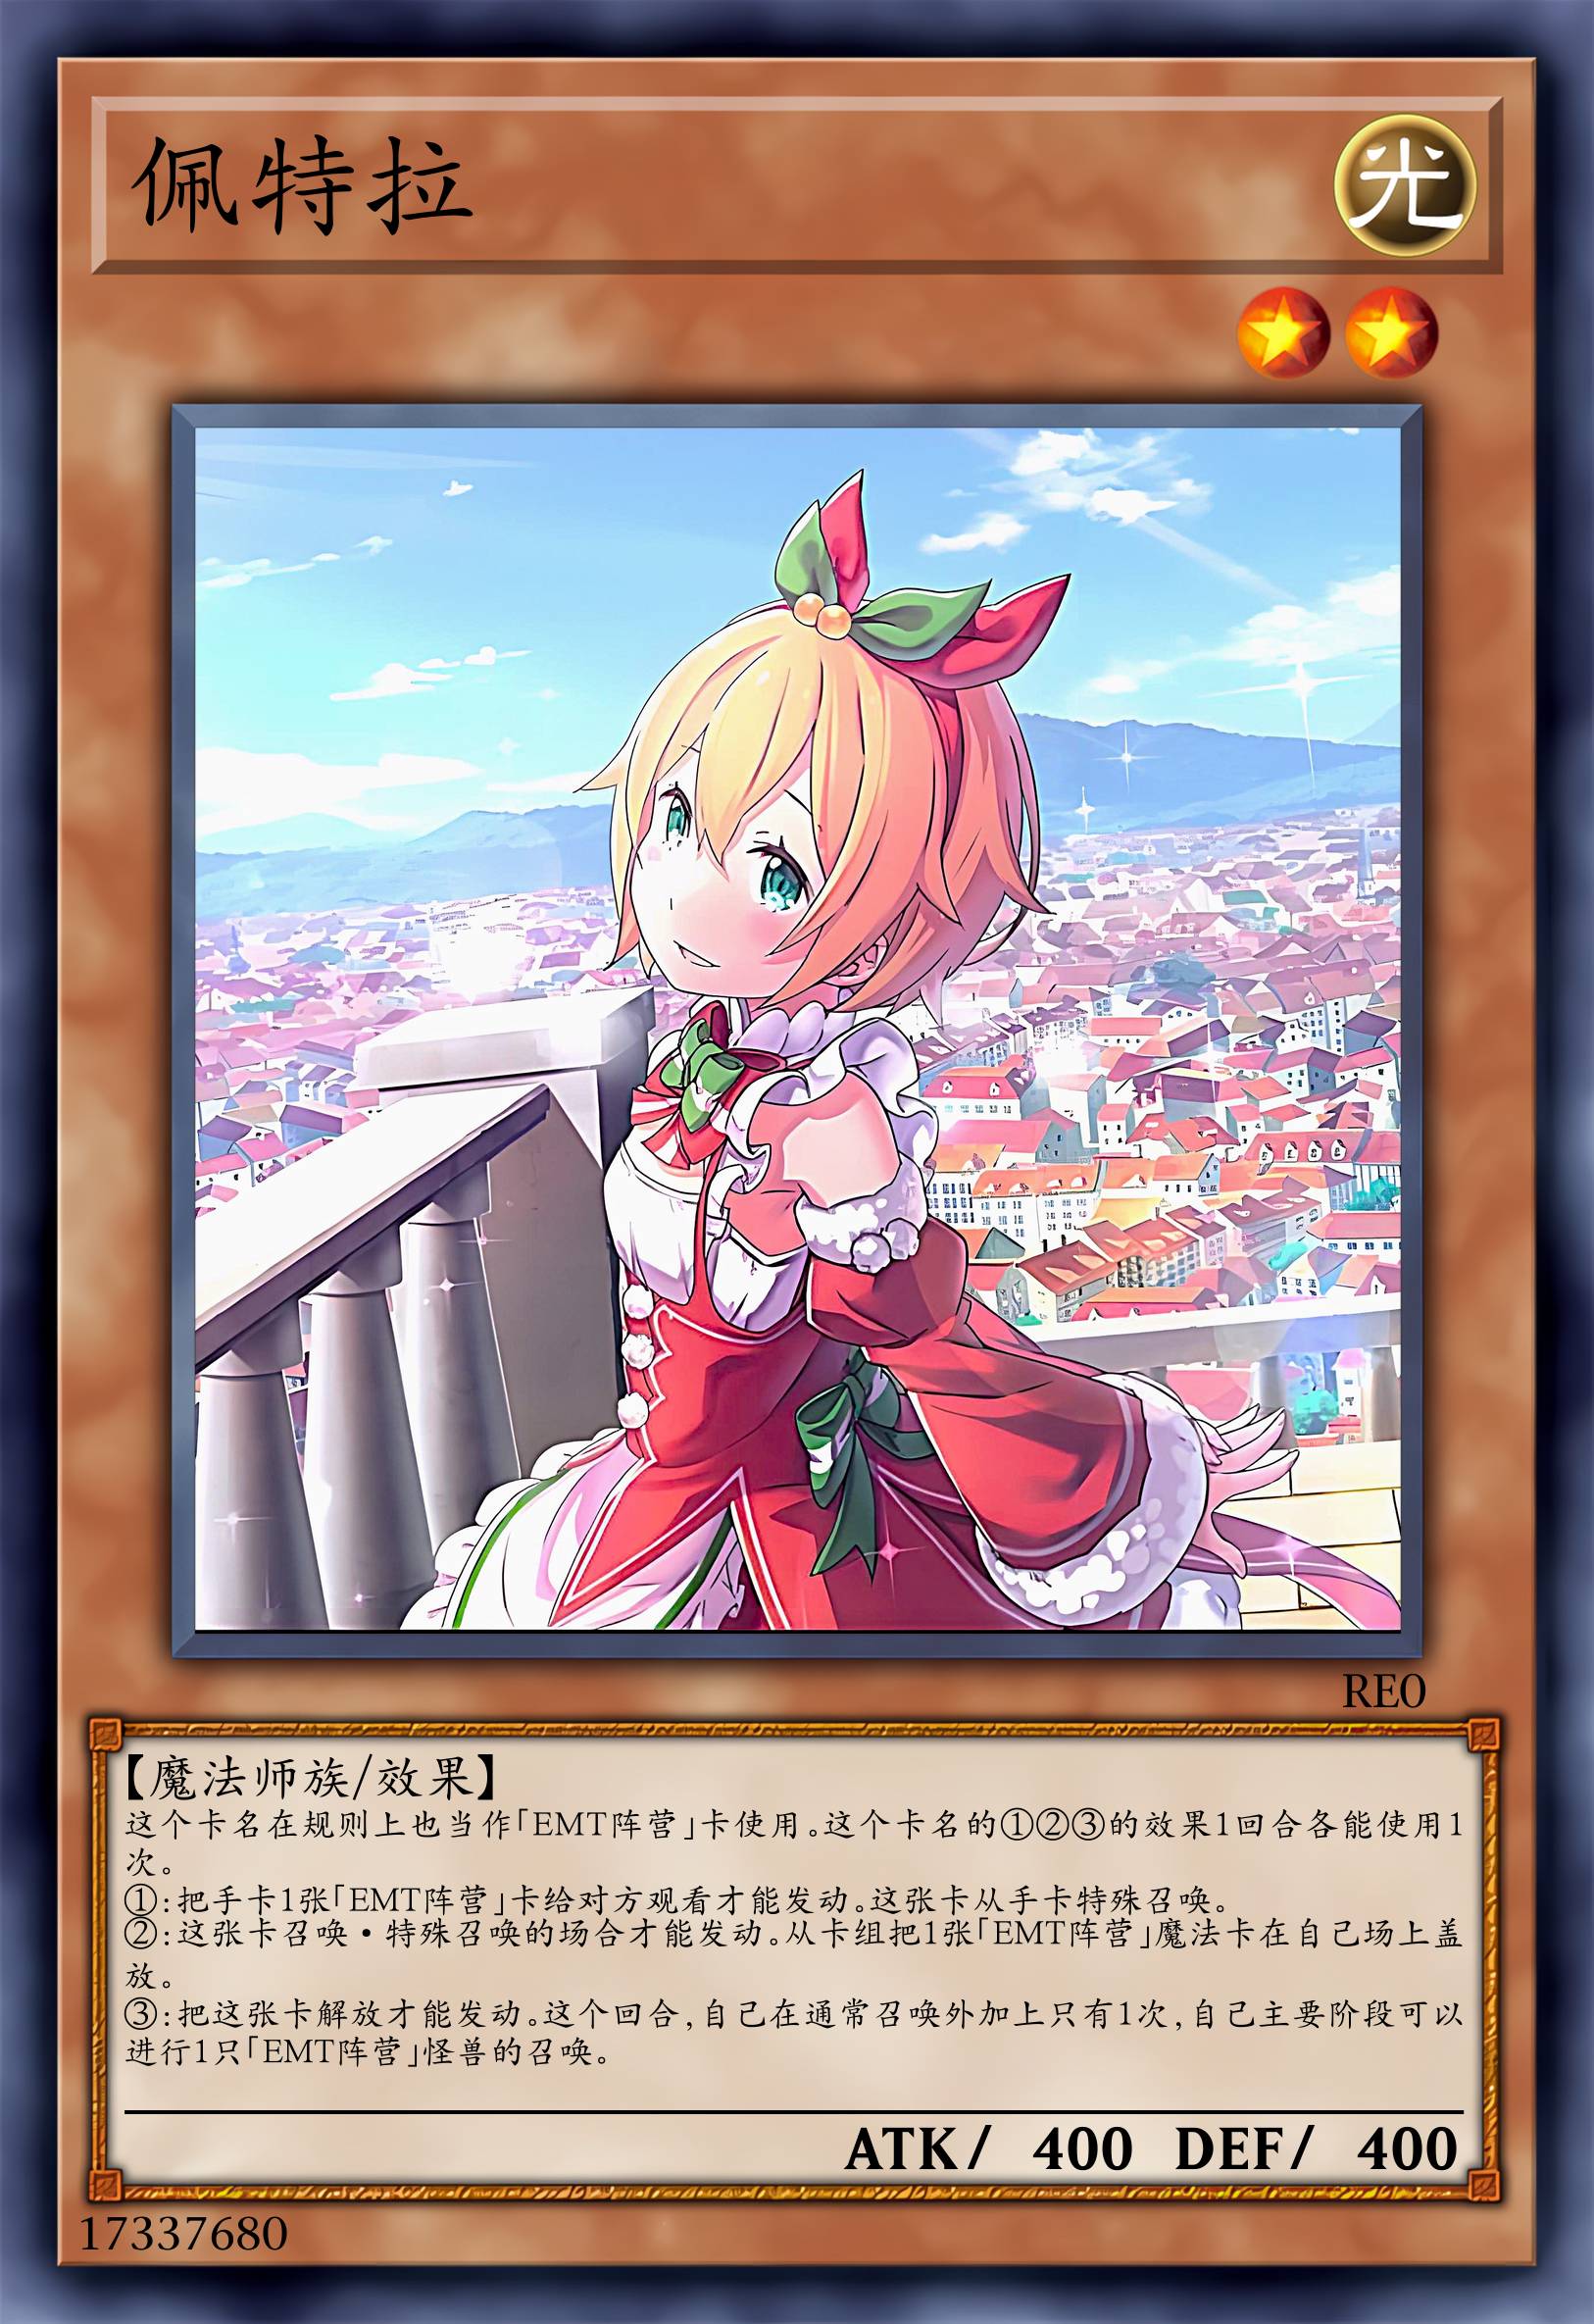 佩特拉
光
REO
【魔法师族/效果】
这个卡名在规则上也当作「EMT阵营」卡使用。这个卡名的①②③的效果1回合各能使用1
次。
①:把手卡1张「EMT阵营」卡给对方观看才能发动。这张卡从手卡特殊召唤。
②:这张卡召唤·特殊召唤的场合才能发动。从卡组把1张「EMT阵营」魔法卡在自己场上盖
放。
③:把这张卡解放才能发动。这个回合,自己在通常召唤外加上只有1次,自己主要阶段可以
进行1只「EMT阵营」怪兽的召唤。
ATK/ 400 DEF/ 400
17337680